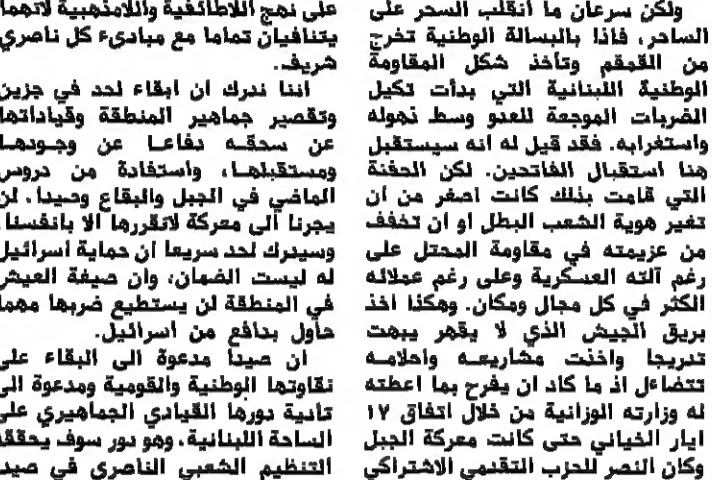 ولكن سرعان ما انقلب السحر على
الساحر، فاذا بالبسالة الوطنية تخرج
من القمقم وتأخذ شكل المقاومة
الوطنية اللبنانية التي بدأت تكيل
الضربات الموجعة للعدو وسط ذهوله
واستغرابه. فقد قيل له انه سيستقبل
هنا استقبال الفاتحين. لكن الحفنة
التي قامت بذلك كانت اصغر من ان
تغير هوية الشعب البطل او ان تخفف
من عزيمته في مقاومة المحتل على
رغم آلته العسكرية وعلى رغم عملائه
الكثر في كل مجال ومكان. وهكذا اخذ
بريق الجيش الذي لا يقهر يبهت
تدريجا واخذت مشاريعه واحلامه
تتضاءل اذ ما كاد ان يفرح بما اعطته
له وزارته الوزانية من خلال اتفاق ١٧
ايار الخياني حتى كانت معركة الجبل
وكان النصر للحزب التقدمي الاشتراكي
على نهج اللاطائفية واللامذهبية لانهما
يتنافيان تماما مع مبادىء كل ناصري
شريف.
اننا ندرك ان ابقاء لحد في جزين
وتقصير جماهير المنطقة وقياداتها
عن سحقه دفاعا عن وجودها
ومستقبلها، واستفادة من دروس
الماضي في الجبل والبقاع وصيدا، لن
يجرنا الى معركة لانقررها الا بانفسنا.
وسيدرك لحد سريعا ان حماية اسرائيل
له ليست الضمان، وان صيغة العيش
في المنطقة لن يستطيع ضربها مهما
حاول بدافع من اسرائيل.
ان صيدا مدعوة الى البقاء على
نقاوتها الوطنية والقومية ومدعوة الى
تأدية دورها القيادي الجماهيري على
الساحة اللبنانية، وهو دور سوف يحققه
التنظيم الشعبي الناصري في صيدا